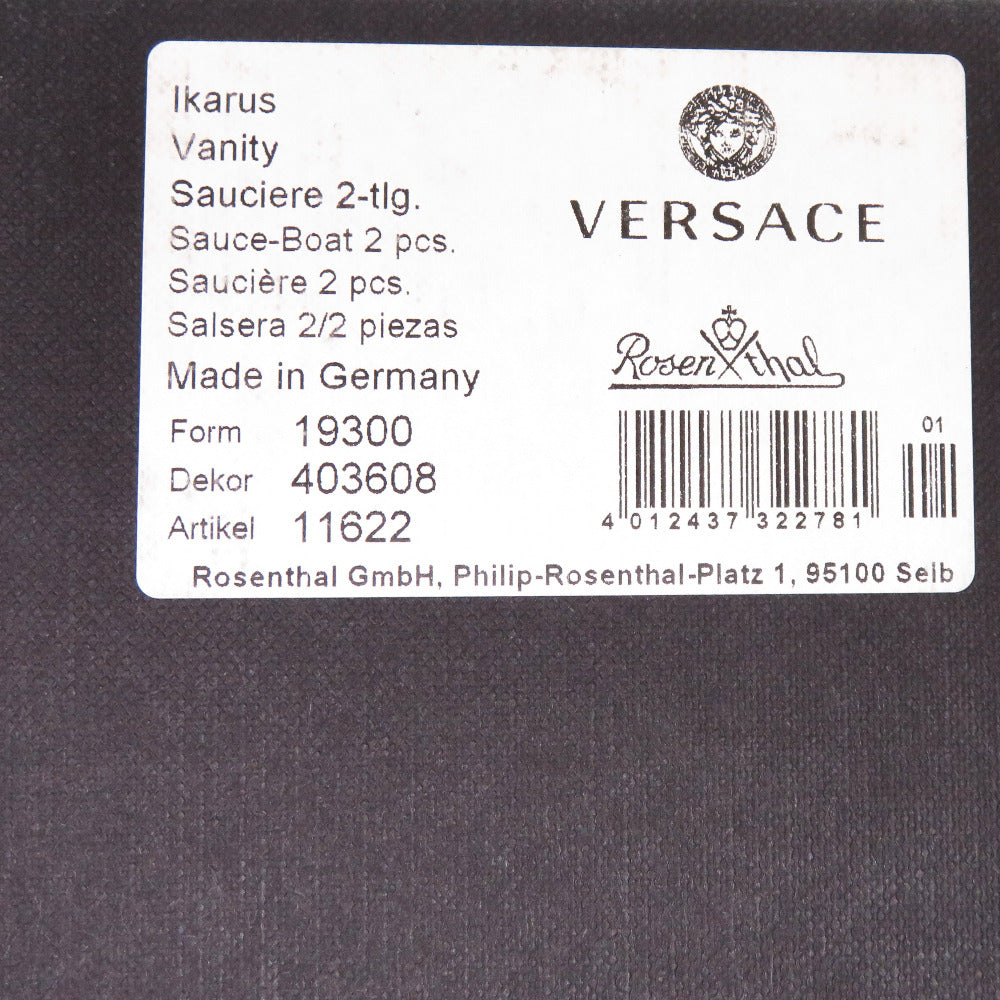 Ikarus
Vanity
Sauciere 2-tlg.
Sauce-Boat 2 pcs.
Saucière 2 pcs.
Salsera 2/2 piezas
Made in Germany
Form 19300
Dekor 403608
Artikel 11622
VERSACE
Rosenthal
01
4 012437 322781
Rosenthal GmbH, Philip-Rosenthal-Platz 1, 95100 Selb